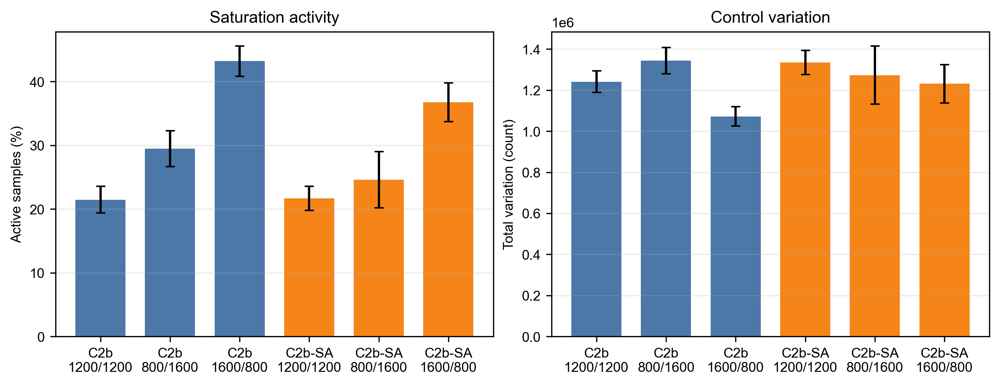 Saturation activity
Active samples (%)
40
30
20
10
0
C2b
1200/1200
C2b
800/1600
C2b
1600/800
C2b-SA
1200/1200
C2b-SA
800/1600
C2b-SA
1600/800
Control variation
1e6
Total variation (count)
1.4
1.2
1.0
0.8
0.6
0.4
0.2
0.0
C2b
1200/1200
C2b
800/1600
C2b
1600/800
C2b-SA
1200/1200
C2b-SA
800/1600
C2b-SA
1600/800